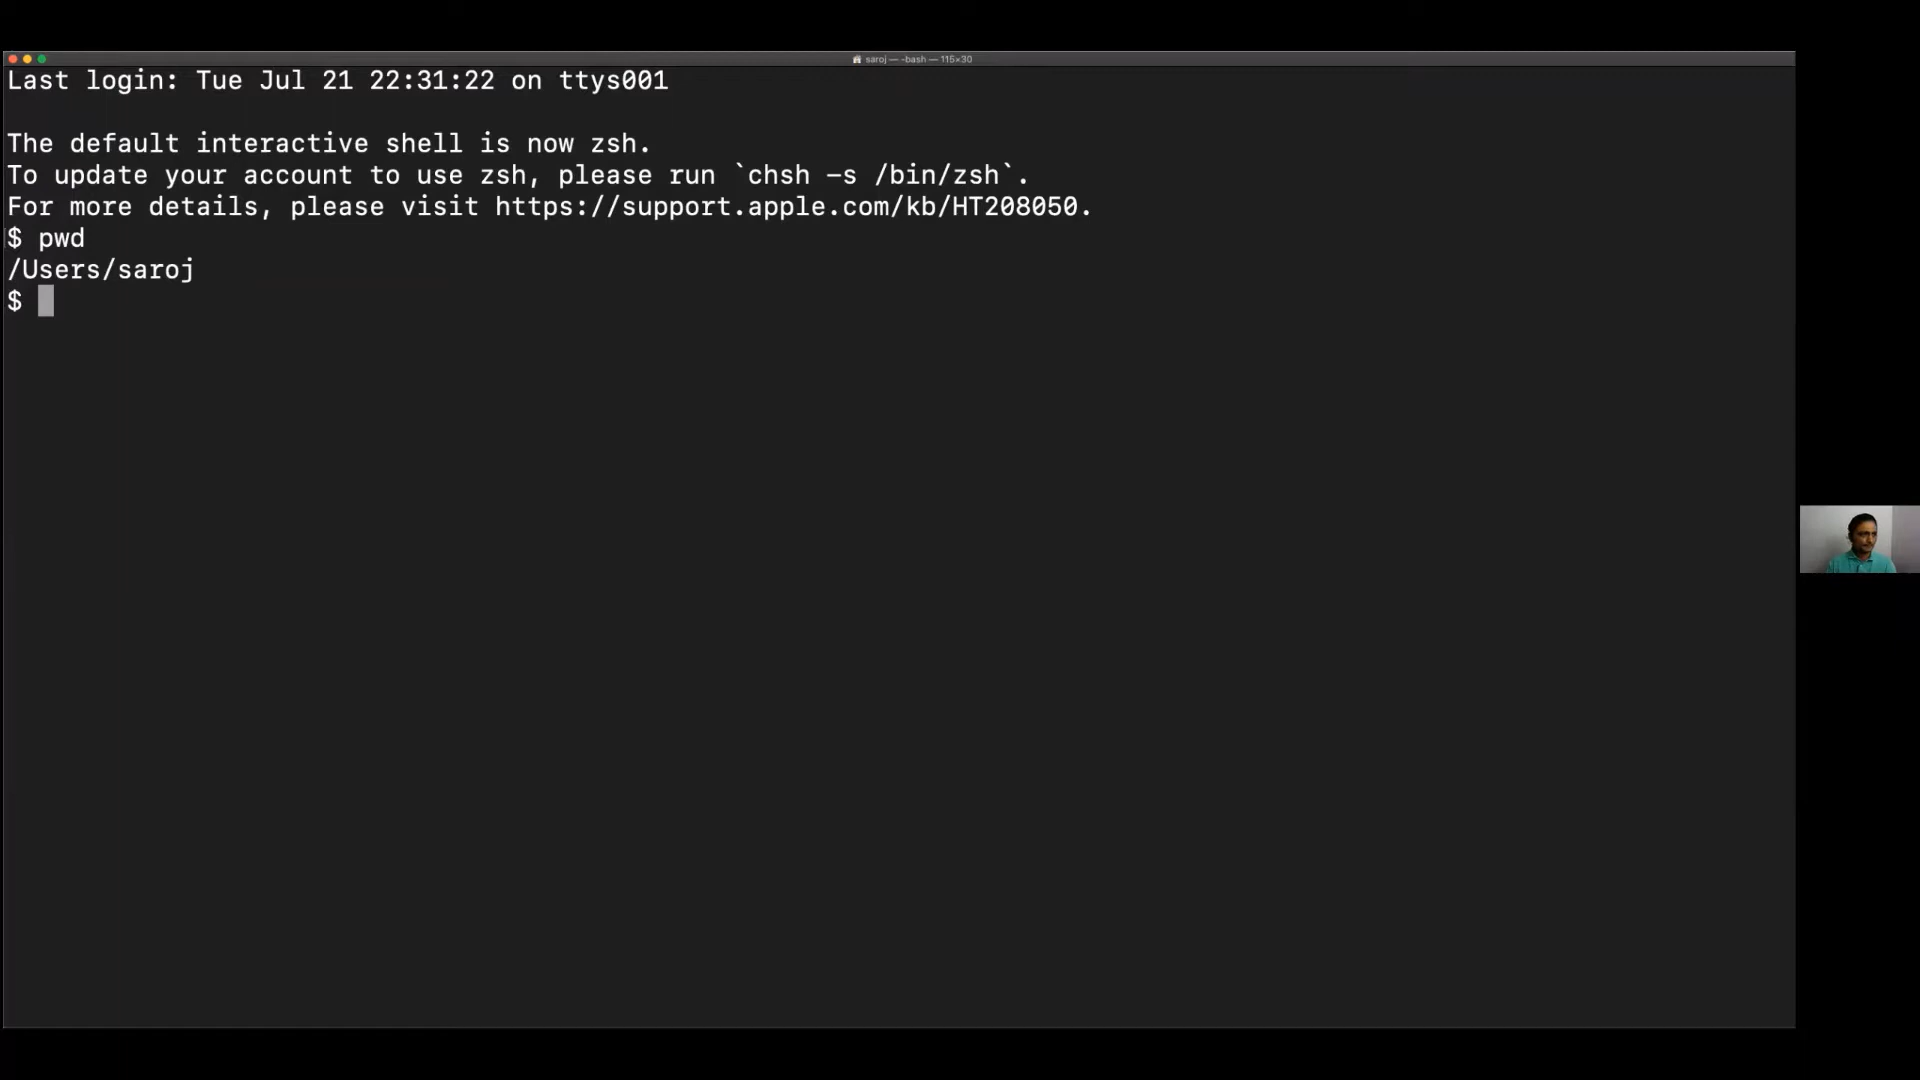 saroj — -bash — 115×30
Last login: Tue Jul 21 22:31:22 on ttys001
The default interactive shell is now zsh.
To update your account to use zsh, please run `chsh -s /bin/zsh`.
For more details, please visit https://support.apple.com/kb/HT208050.
$ pwd
/Users/saroj
$